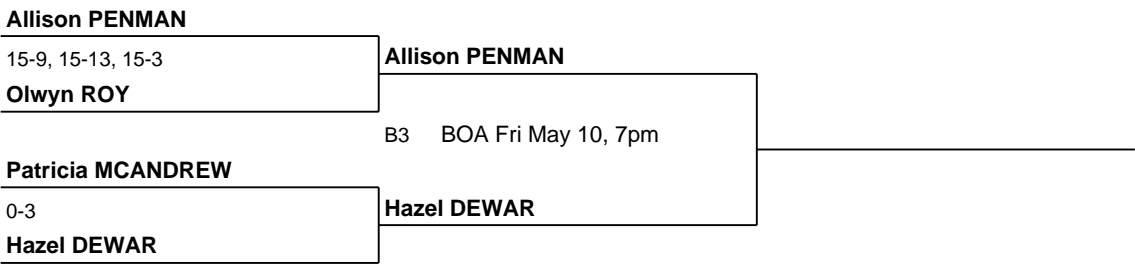 Allison PENMAN
15-9, 15-13, 15-3
Allison PENMAN
Olwyn ROY
B3 BOA Fri May 10, 7pm
Patricia MCANDREW
0-3
Hazel DEWAR
Hazel DEWAR